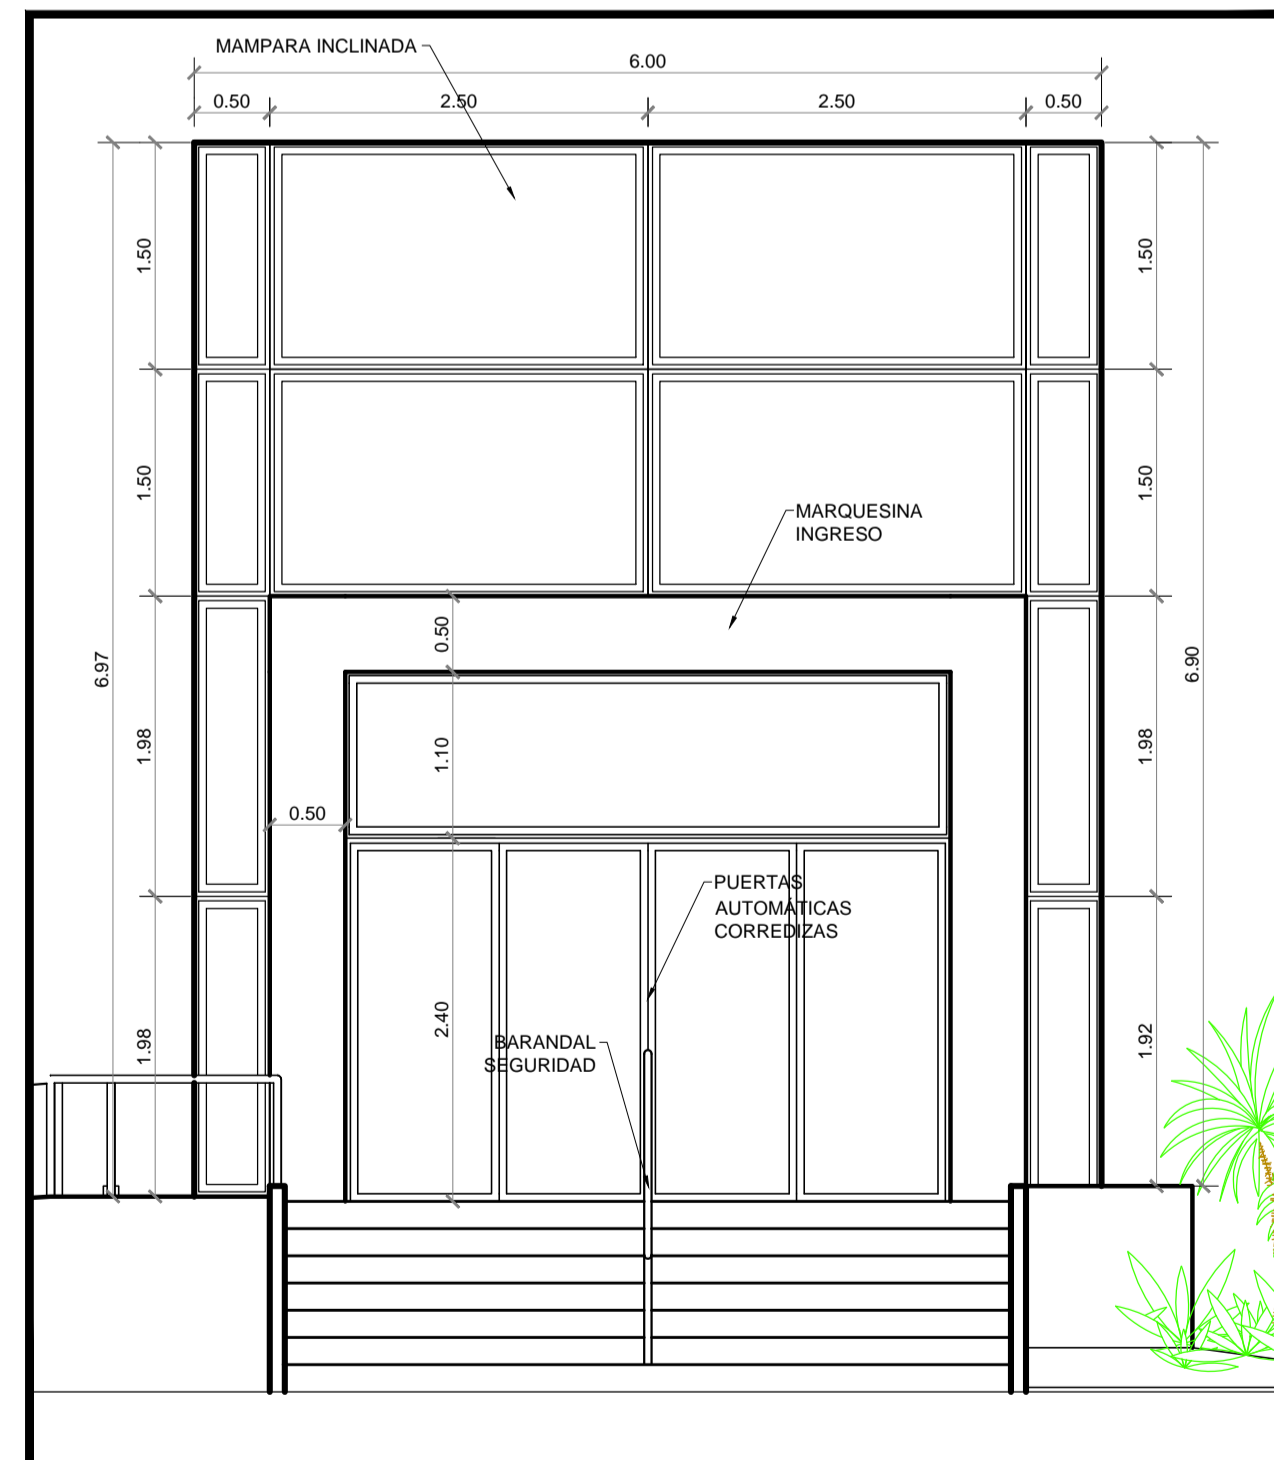 MAMPARA INCLINADA
6.00
0.50
2.50
2.50
0.50
1.50
1.50
1.50
1.50
MARQUESINA
INGRESO
0.50
6.97
6.90
1.98
1.10
1.98
0.50
PUERTAS
AUTOMÁTICAS
CORREDIZAS
2.40
1.98
BARANDAL
SEGURIDAD
1.92